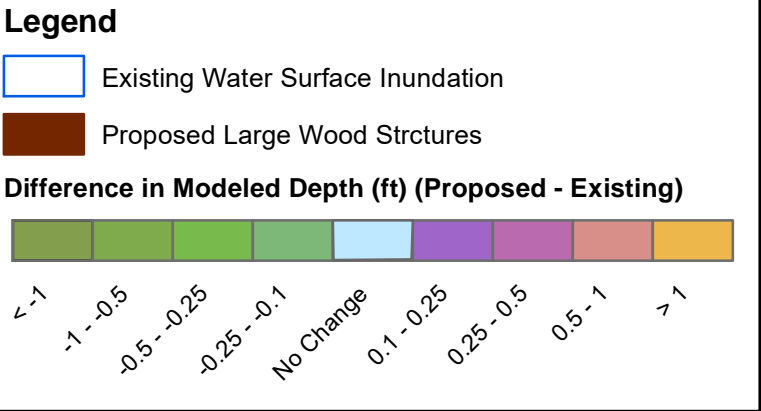 Legend
Existing Water Surface Inundation
Proposed Large Wood Strctures
Difference in Modeled Depth (ft) (Proposed - Existing)
< -1
-1 - -0.5
-0.5 - -0.25
-0.25 - -0.1
No Change
0.1 - 0.25
0.25 - 0.5
0.5 - 1
> 1